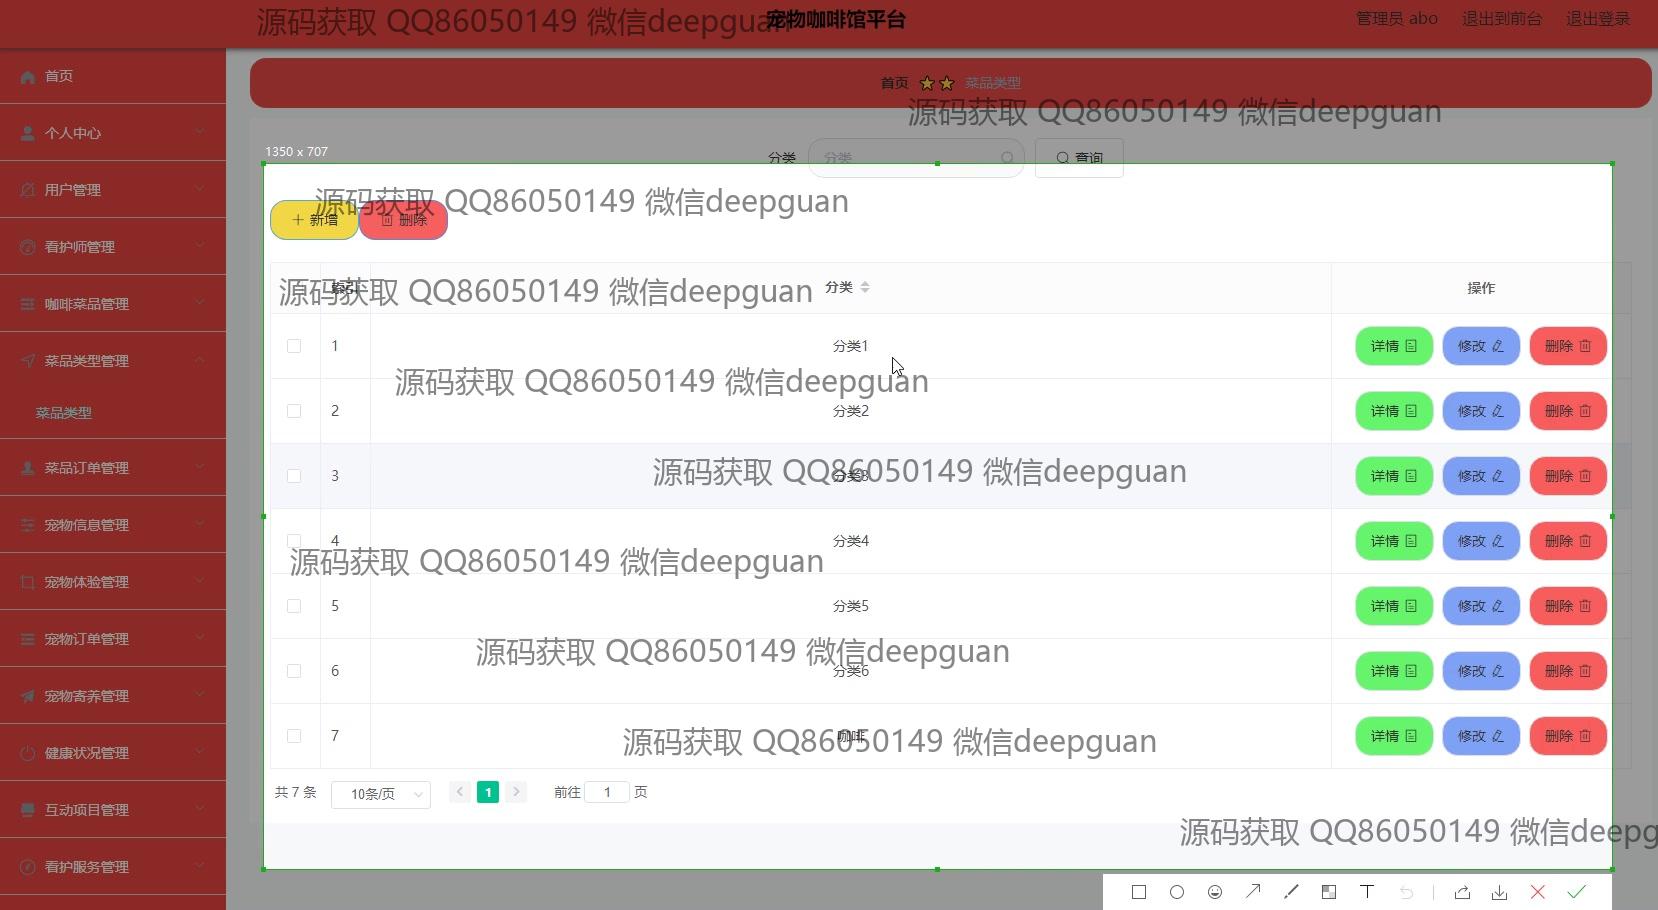 源码获取 QQ86050149 微信deepguan
宠物咖啡馆平台
管理员 abo 退出到前台 退出登录
首页
个人中心
用户管理
看护师管理
咖啡菜品管理
菜品类型管理
菜品类型
菜品订单管理
宠物信息管理
宠物体验管理
宠物订单管理
宠物寄养管理
健康状况管理
互动项目管理
看护服务管理
首页 菜品类型
源码获取 QQ86050149 微信deepguan
1350 x 707
分类 分类 查询
源码获取 QQ86050149 微信deepguan
新增 删除
源码获取 QQ86050149 微信deepguan
索引 分类 操作
1 分类1 详情 修改 删除
源码获取 QQ86050149 微信deepguan
2 分类2 详情 修改 删除
源码获取 QQ86050149 微信deepguan
3 分类3 详情 修改 删除
4 分类4 详情 修改 删除
源码获取 QQ86050149 微信deepguan
5 分类5 详情 修改 删除
源码获取 QQ86050149 微信deepguan
6 分类6 详情 修改 删除
源码获取 QQ86050149 微信deepguan
7 咖啡 详情 修改 删除
共 7 条 10条/页 1 前往 1 页
源码获取 QQ86050149 微信deepg